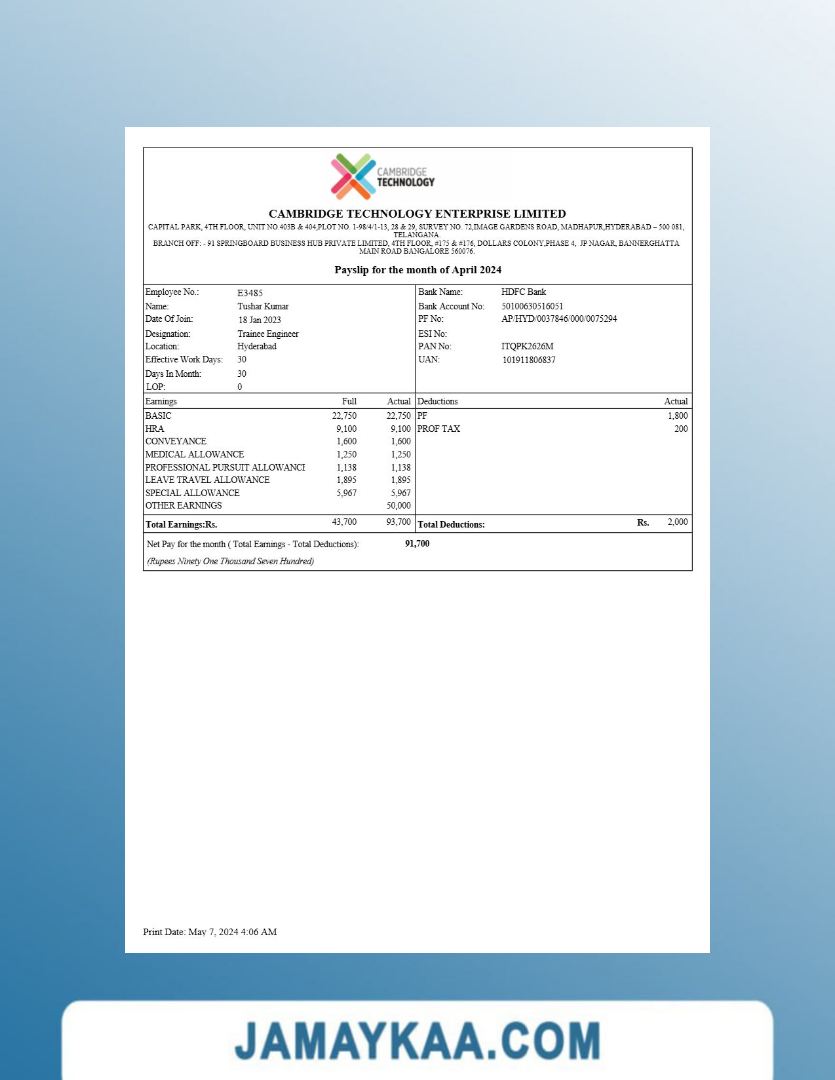 CAMBRIDGE
TECHNOLOGY
CAMBRIDGE TECHNOLOGY ENTERPRISE LIMITED
CAPITAL PARK, 4TH FLOOR, UNIT NO 403B & 404,PLOT NO. 1-98/4/1-13, 28 & 29, SURVEY NO. 72,IMAGE GARDENS ROAD, MADHAPUR,HYDERABAD – 500 081,
TELANGANA.
BRANCH OFF: - 91 SPRINGBOARD BUSINESS HUB PRIVATE LIMITED, 4TH FLOOR, #175 & #176, DOLLARS COLONY,PHASE 4, JP NAGAR, BANNERGHATTA
MAIN ROAD BANGALORE 560076.
Payslip for the month of April 2024
Employee No.: E3485 Bank Name: HDFC Bank
Name: Tushar Kumar Bank Account No: 50100630516051
Date Of Join: 18 Jan 2023 PF No: AP/HYD/0037846/000/0075294
Designation: Trainee Engineer ESI No:
Location: Hyderabad PAN No: ITQPK2626M
Effective Work Days: 30 UAN: 101911806837
Days In Month: 30
LOP: 0
Earnings Full Actual Deductions Actual
BASIC 22,750 22,750 PF 1,800
HRA 9,100 9,100 PROF TAX 200
CONVEYANCE 1,600 1,600
MEDICAL ALLOWANCE 1,250 1,250
PROFESSIONAL PURSUIT ALLOWANCI 1,138 1,138
LEAVE TRAVEL ALLOWANCE 1,895 1,895
SPECIAL ALLOWANCE 5,967 5,967
OTHER EARNINGS 50,000
Total Earnings:Rs. 43,700 93,700 Total Deductions: Rs. 2,000
Net Pay for the month ( Total Earnings - Total Deductions): 91,700
(Rupees Ninety One Thousand Seven Hundred)
Print Date: May 7, 2024 4:06 AM
JAMAYKAA.COM